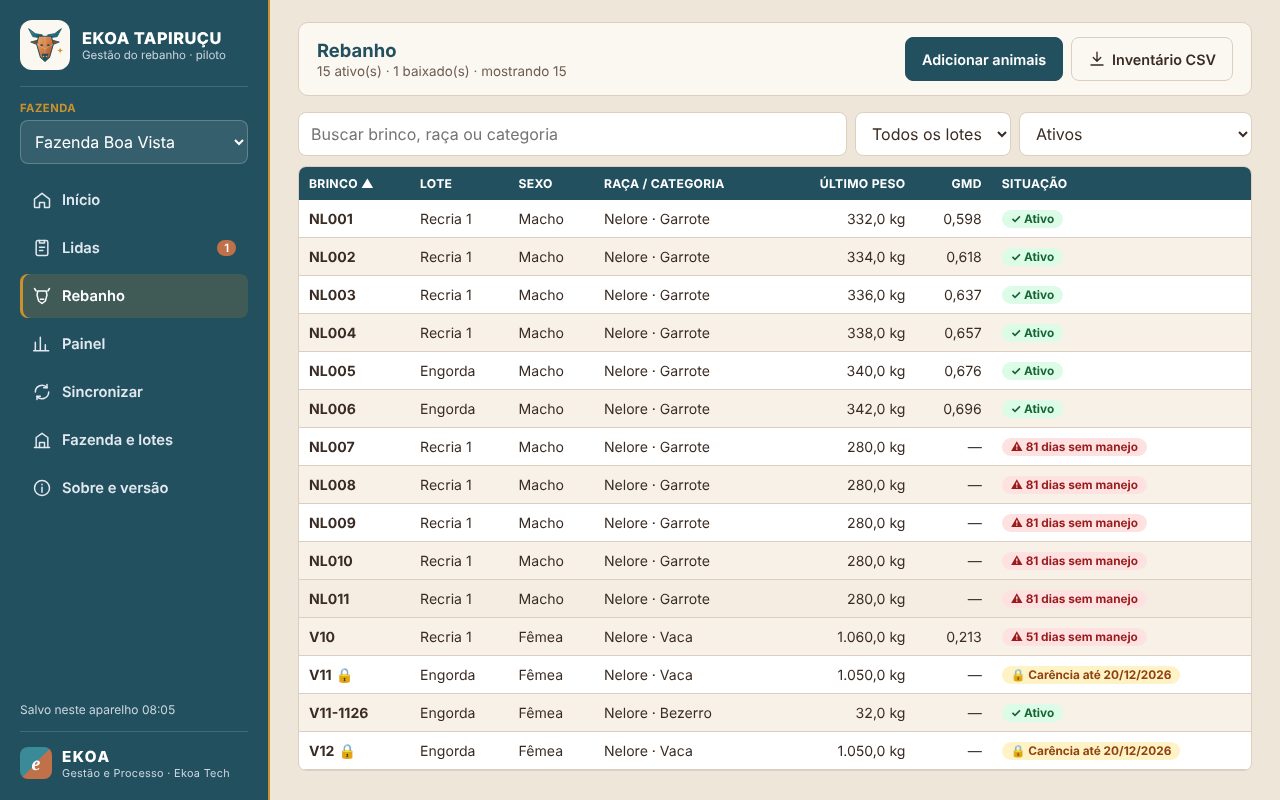 EKOA TAPIRUÇU
Gestão do rebanho · piloto
FAZENDA
Fazenda Boa Vista
Início
Lidas 1
Rebanho
Painel
Sincronizar
Fazenda e lotes
Sobre e versão
Salvo neste aparelho 08:05
e
EKOA
Gestão e Processo · Ekoa Tech
Rebanho
15 ativo(s) · 1 baixado(s) · mostrando 15
Adicionar animais
Inventário CSV
Buscar brinco, raça ou categoria
Todos os lotes
Ativos
BRINCO ▲ LOTE SEXO RAÇA / CATEGORIA ÚLTIMO PESO GMD SITUAÇÃO
NL001 Recria 1 Macho Nelore · Garrote 332,0 kg 0,598 ✓ Ativo
NL002 Recria 1 Macho Nelore · Garrote 334,0 kg 0,618 ✓ Ativo
NL003 Recria 1 Macho Nelore · Garrote 336,0 kg 0,637 ✓ Ativo
NL004 Recria 1 Macho Nelore · Garrote 338,0 kg 0,657 ✓ Ativo
NL005 Engorda Macho Nelore · Garrote 340,0 kg 0,676 ✓ Ativo
NL006 Engorda Macho Nelore · Garrote 342,0 kg 0,696 ✓ Ativo
NL007 Recria 1 Macho Nelore · Garrote 280,0 kg — ⚠ 81 dias sem manejo
NL008 Recria 1 Macho Nelore · Garrote 280,0 kg — ⚠ 81 dias sem manejo
NL009 Recria 1 Macho Nelore · Garrote 280,0 kg — ⚠ 81 dias sem manejo
NL010 Recria 1 Macho Nelore · Garrote 280,0 kg — ⚠ 81 dias sem manejo
NL011 Recria 1 Macho Nelore · Garrote 280,0 kg — ⚠ 81 dias sem manejo
V10 Recria 1 Fêmea Nelore · Vaca 1.060,0 kg 0,213 ⚠ 51 dias sem manejo
V11 🔒 Engorda Fêmea Nelore · Vaca 1.050,0 kg — 🔒 Carência até 20/12/2026
V11-1126 Engorda Fêmea Nelore · Bezerro 32,0 kg — ✓ Ativo
V12 🔒 Engorda Fêmea Nelore · Vaca 1.050,0 kg — 🔒 Carência até 20/12/2026